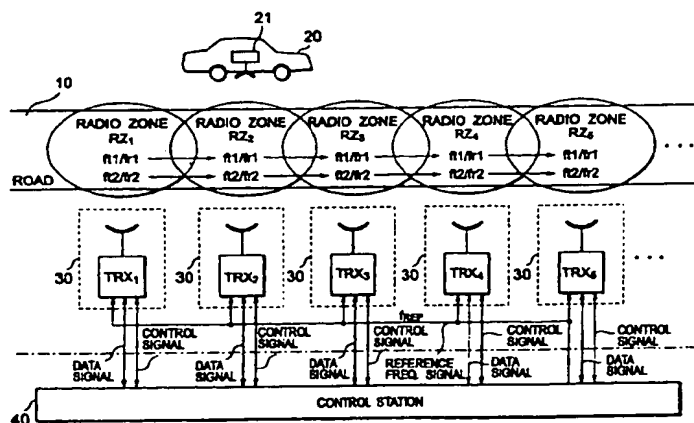 21
20
10
RADIO ZONE RZ1
RADIO ZONE RZ2
RADIO ZONE RZ3
RADIO ZONE RZ4
RADIO ZONE RZ5
ft1/fr1 ft1/fr1 ft1/fr1 ft1/fr1 ft1/fr1
ft2/fr2 ft2/fr2 ft2/fr2 ft2/fr2 ft2/fr2
ROAD
30 30 30 30 30
TRX1 TRX2 TRX3 TRX4 TRX5
fREF
CONTROL SIGNAL
CONTROL SIGNAL
CONTROL SIGNAL
CONTROL SIGNAL
CONTROL SIGNAL
DATA SIGNAL
DATA SIGNAL
DATA SIGNAL
REFERENCE FREQ. SIGNAL
DATA SIGNAL
DATA SIGNAL
CONTROL STATION
40